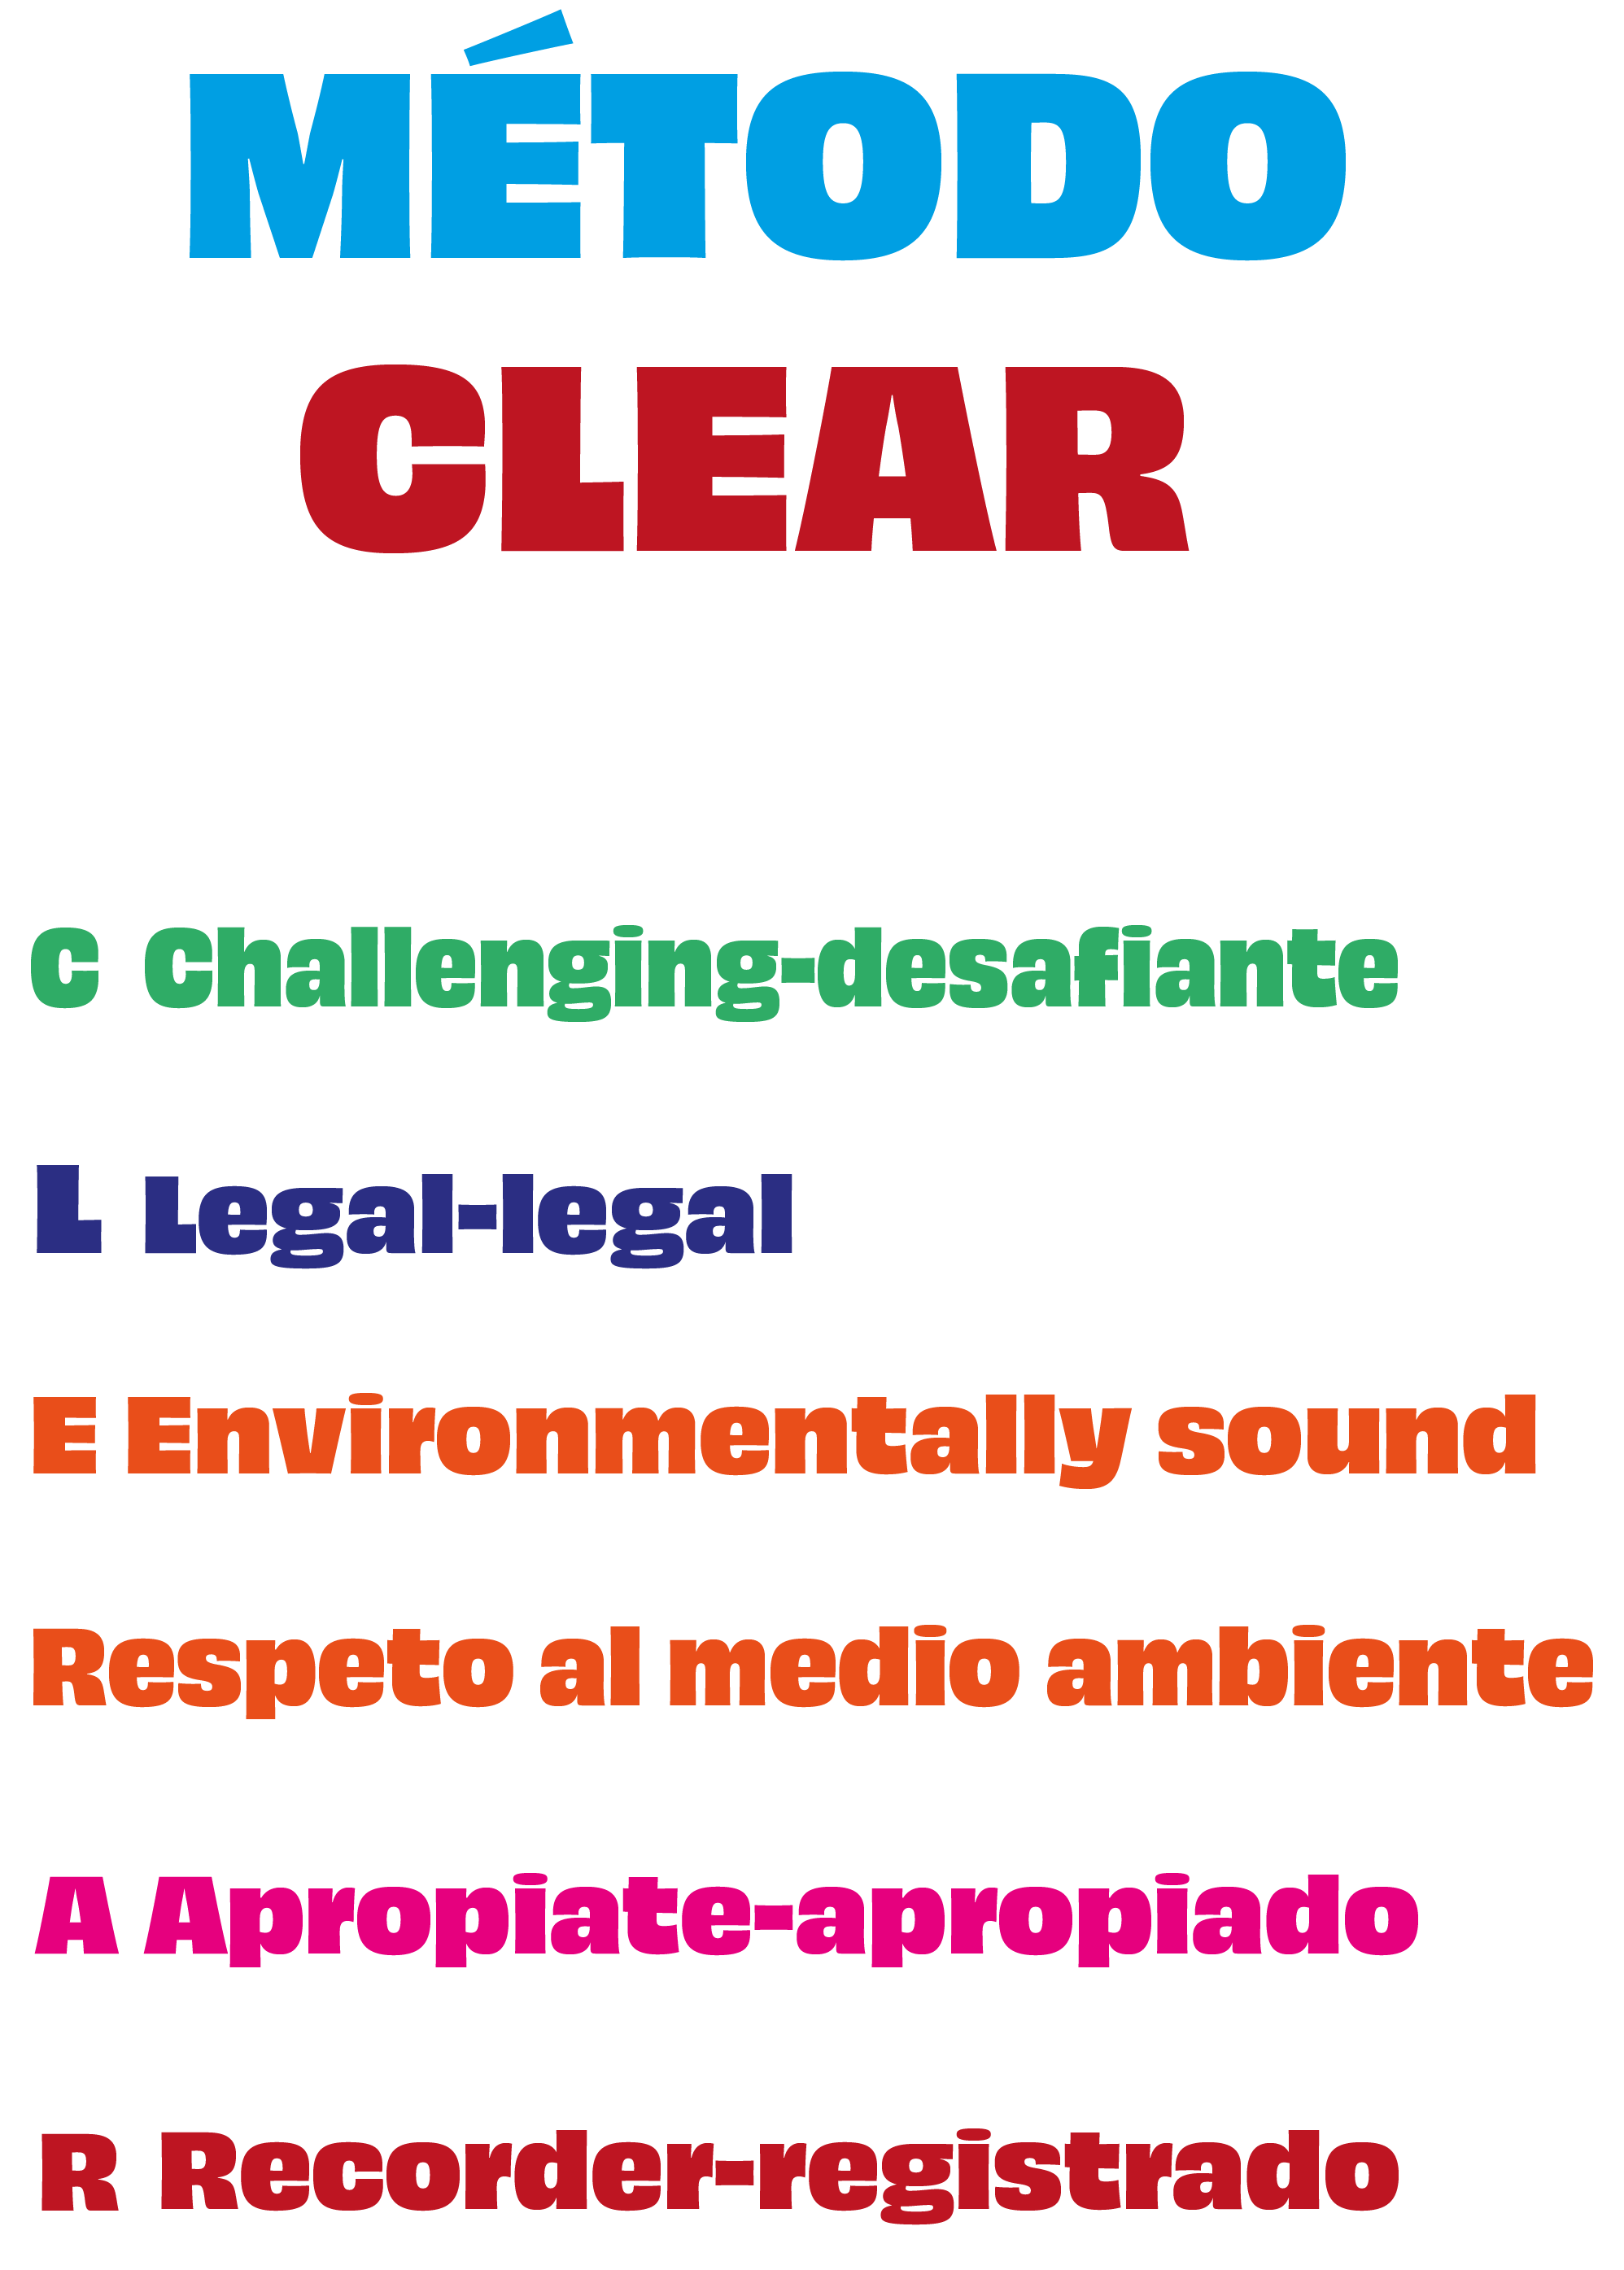 MÉTODO
CLEAR
C Challenging-desafiante
L Legal-legal
E Environmentally sound
Respeto al medio ambiente
A Apropiate-apropiado
R Recorder-registrado